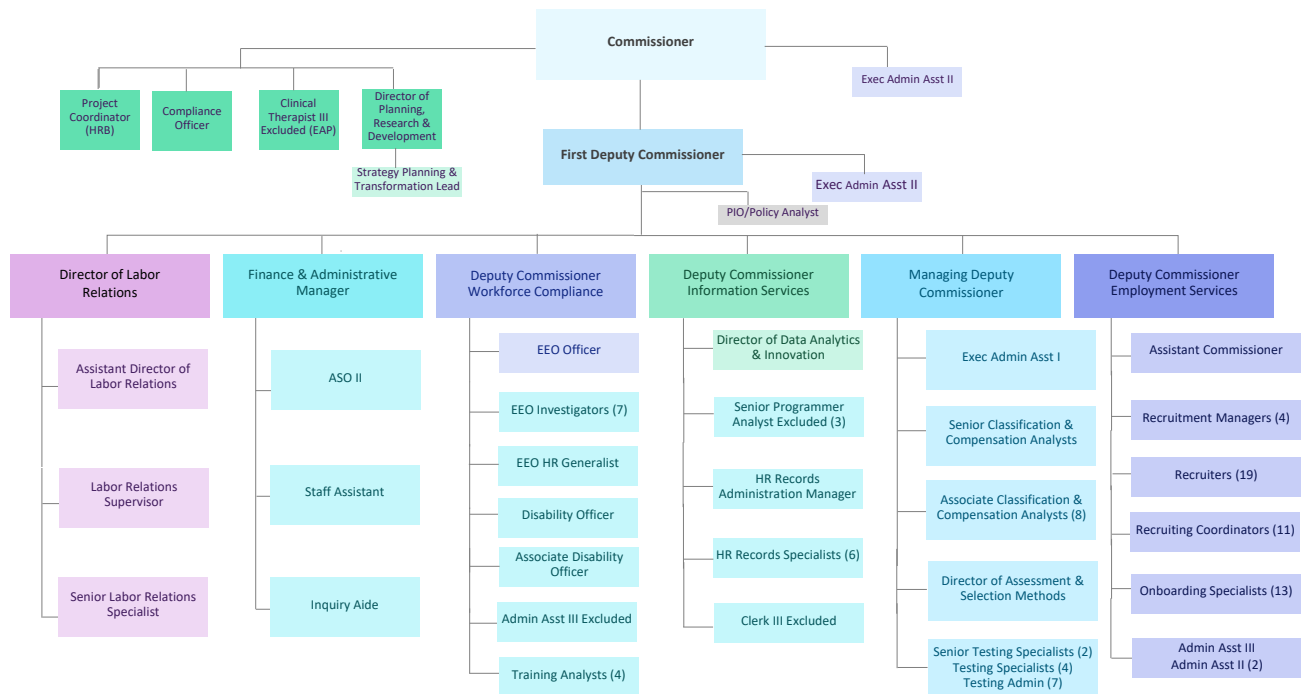 Commissioner
Exec Admin Asst II
Project
Coordinator
(HRB)
Compliance
Officer
Clinical
Therapist III
Excluded (EAP)
Director of
Planning,
Research &
Development
Strategy Planning &
Transformation Lead
First Deputy Commissioner
Exec Admin Asst II
PIO/Policy Analyst
Director of Labor
Relations
Assistant Director of
Labor Relations
Labor Relations
Supervisor
Senior Labor Relations
Specialist
Finance & Administrative
Manager
ASO II
Staff Assistant
Inquiry Aide
Deputy Commissioner
Workforce Compliance
EEO Officer
EEO Investigators (7)
EEO HR Generalist
Disability Officer
Associate Disability
Officer
Admin Asst III Excluded
Training Analysts (4)
Deputy Commissioner
Information Services
Director of Data Analytics
& Innovation
Senior Programmer
Analyst Excluded (3)
HR Records
Administration Manager
HR Records Specialists (6)
Clerk III Excluded
Managing Deputy
Commissioner
Exec Admin Asst I
Senior Classification &
Compensation Analysts
Associate Classification &
Compensation Analysts (8)
Director of Assessment &
Selection Methods
Senior Testing Specialists (2)
Testing Specialists (4)
Testing Admin (7)
Deputy Commissioner
Employment Services
Assistant Commissioner
Recruitment Managers (4)
Recruiters (19)
Recruiting Coordinators (11)
Onboarding Specialists (13)
Admin Asst III
Admin Asst II (2)